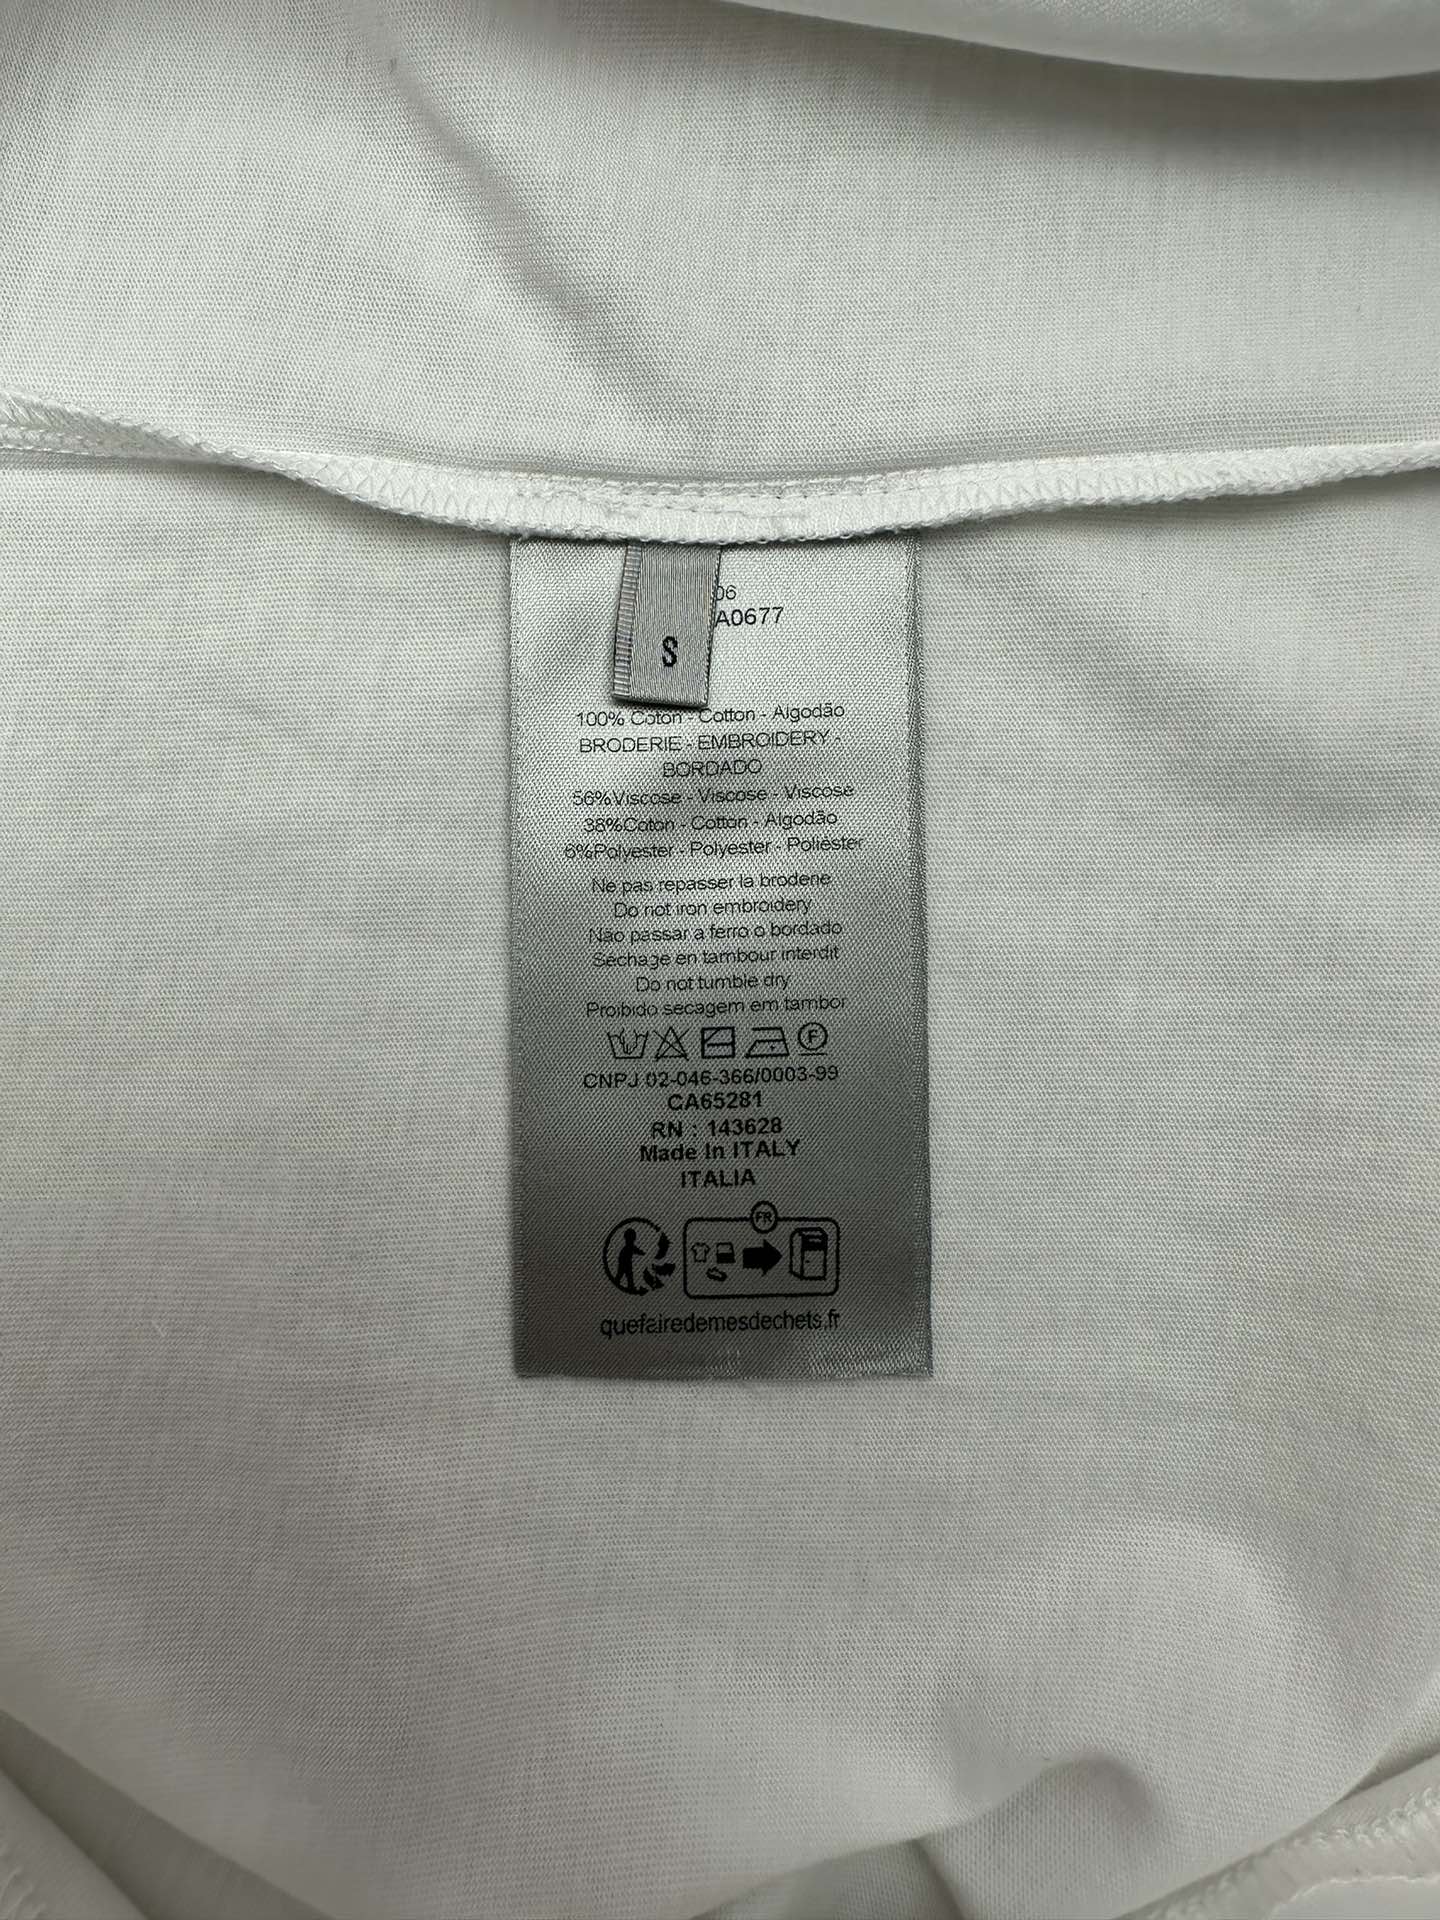 06
A0677
S
100% Coton - Cotton - Algodão
BRODERIE - EMBROIDERY -
BORDADO
56%Viscose - Viscose - Viscose
38%Coton - Cotton - Algodão
6%Polyester - Polyester - Poliéster
Ne pas repasser la broderie
Do not iron embroidery
Não passar a ferro o bordado
Séchage en tambour interdit
Do not tumble dry
Proibido secagem em tambor
F
CNPJ 02-046-366/0003-99
CA65281
RN : 143628
Made In ITALY
ITALIA
FR
quefairedemesdechets.fr